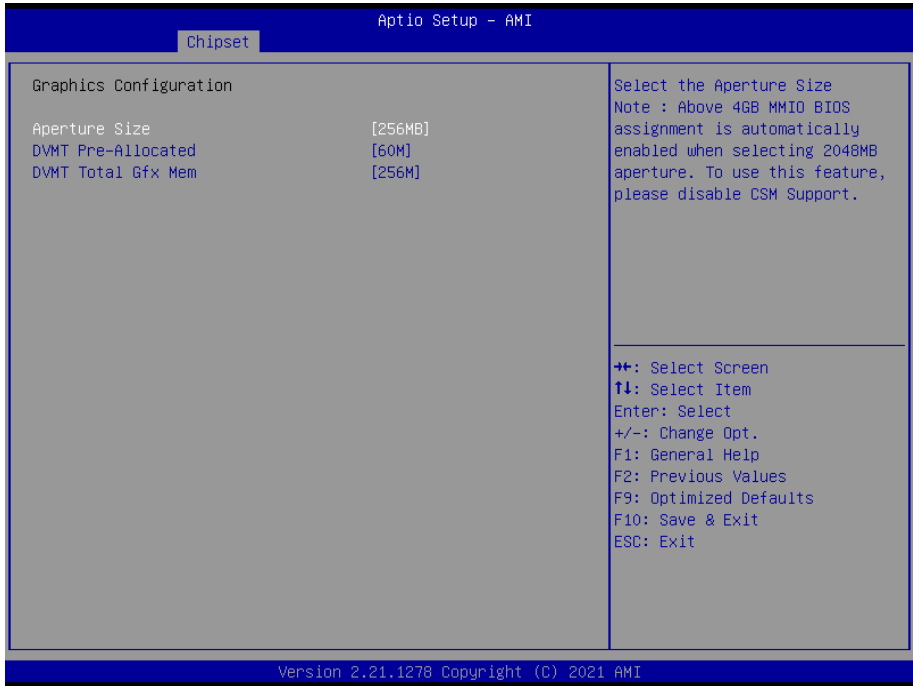 Aptio Setup - AMI
Chipset
Graphics Configuration
Aperture Size [256MB]
DVMT Pre-Allocated [60M]
DVMT Total Gfx Mem [256M]
Select the Aperture Size
Note : Above 4GB MMIO BIOS
assignment is automatically
enabled when selecting 2048MB
aperture. To use this feature,
please disable CSM Support.
→←: Select Screen
↑↓: Select Item
Enter: Select
+/-: Change Opt.
F1: General Help
F2: Previous Values
F9: Optimized Defaults
F10: Save & Exit
ESC: Exit
Version 2.21.1278 Copyright (C) 2021 AMI